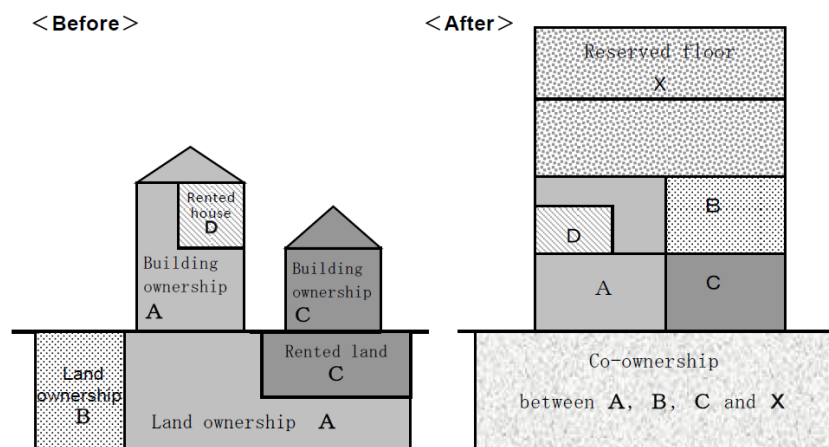 <Before>
Rented
house
D
Building
ownership
A
Building
ownership
C
Rented land
C
Land
ownership
B
Land ownership A
<After>
Reserved floor
X
B
D
A
C
Co-ownership
between A, B, C and X